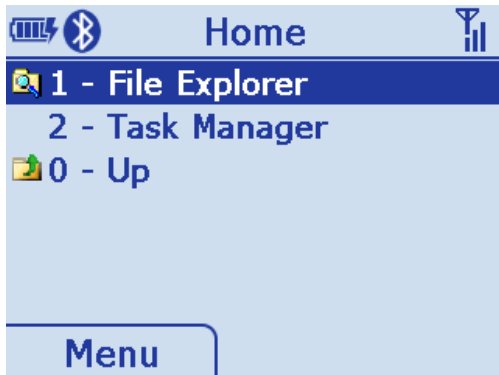 Home
1 - File Explorer
2 - Task Manager
0 - Up
Menu